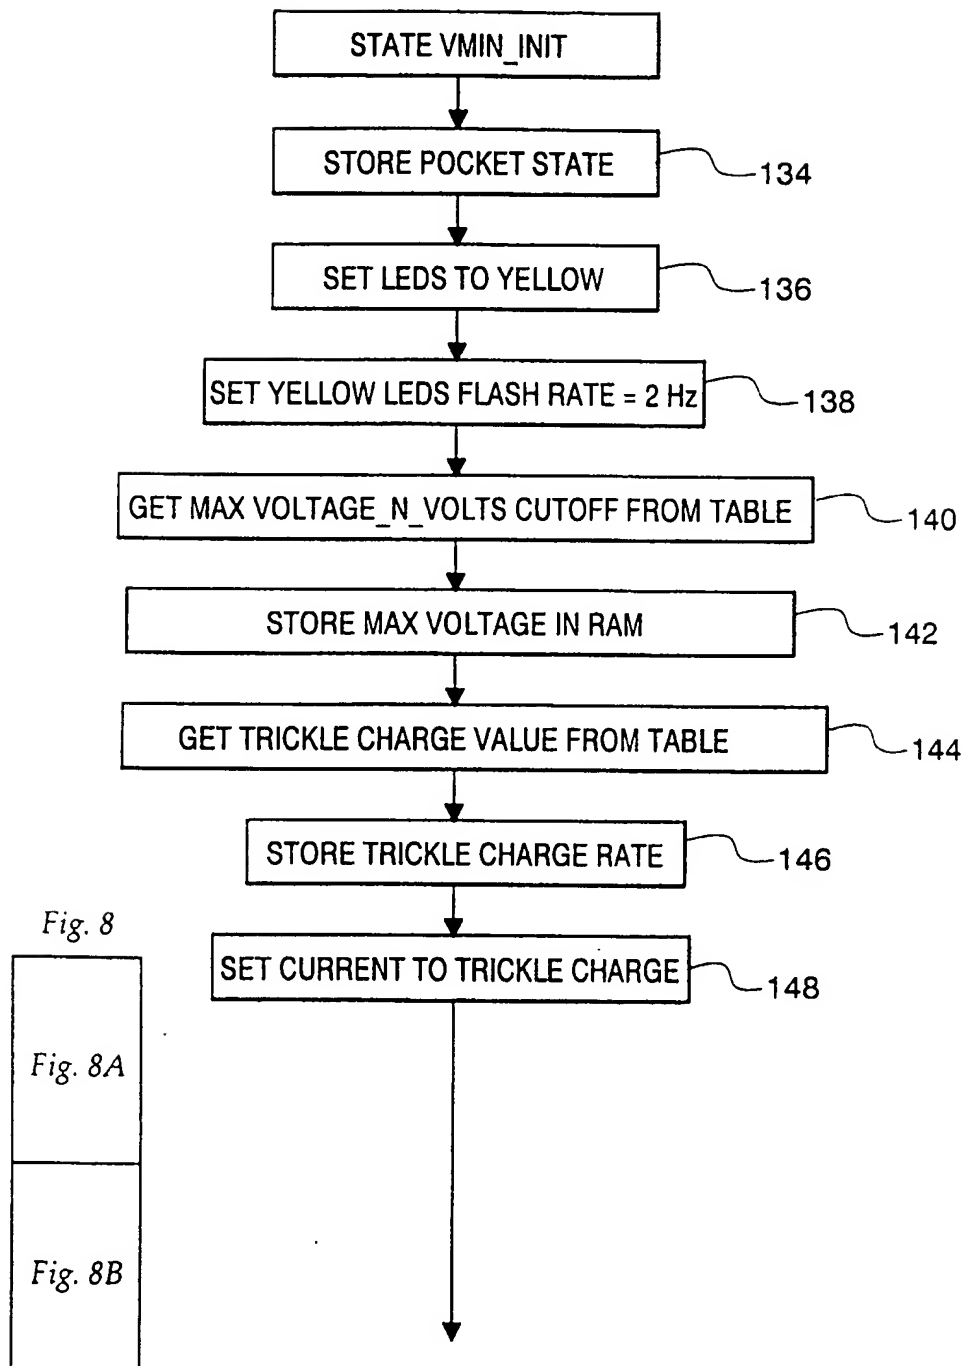 STATE VMIN_INIT
STORE POCKET STATE
134
SET LEDS TO YELLOW
136
SET YELLOW LEDS FLASH RATE = 2 Hz
138
GET MAX VOLTAGE_N_VOLTS CUTOFF FROM TABLE
140
STORE MAX VOLTAGE IN RAM
142
GET TRICKLE CHARGE VALUE FROM TABLE
144
STORE TRICKLE CHARGE RATE
146
SET CURRENT TO TRICKLE CHARGE
148
Fig. 8
Fig. 8A
Fig. 8B